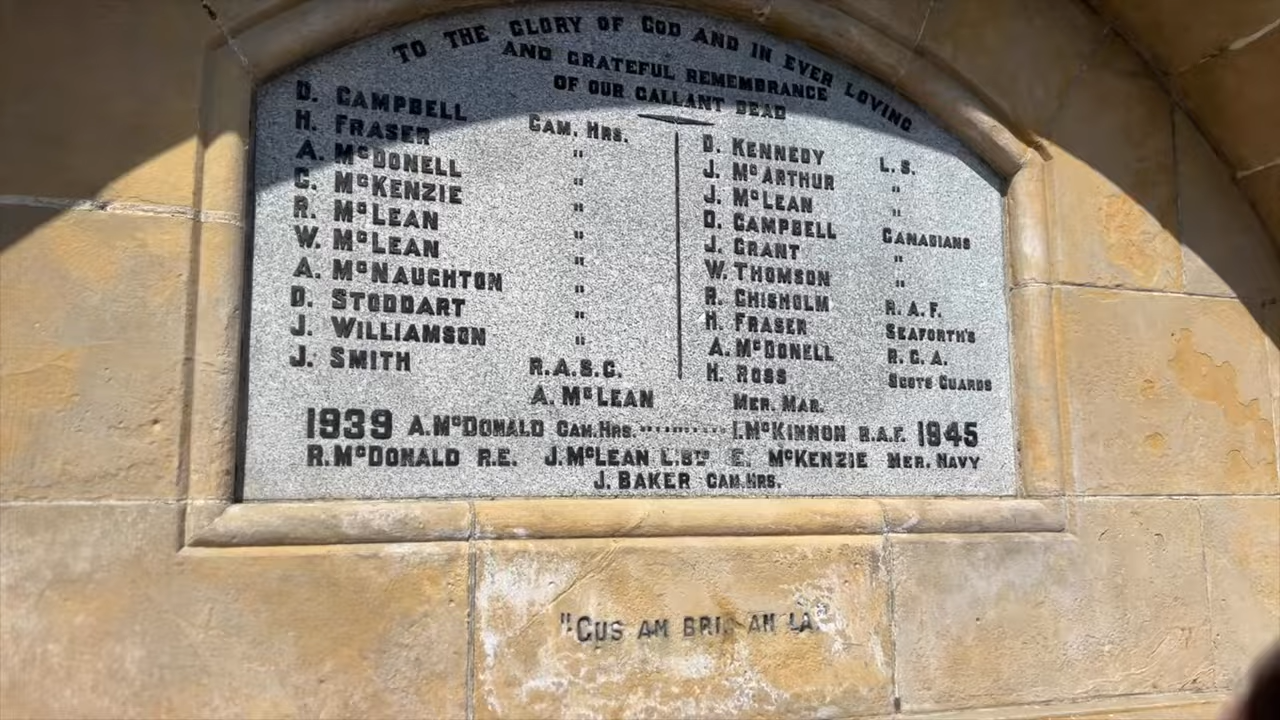 TO THE GLORY OF GOD AND IN EVER LOVING
AND GRATEFUL REMEMBRANCE
OF OUR GALLANT DEAD
D. CAMPBELL CAM. HRS.
H. FRASER "
A. McDONELL "
C. McKENZIE "
R. McLEAN "
W. McLEAN "
A. McNAUGHTON "
D. STODDART "
J. WILLIAMSON "
J. SMITH R.A.S.C.
A. McLEAN MER. MAR.
D. KENNEDY L.S.
J. McARTHUR "
J. McLEAN "
D. CAMPBELL CANADIANS
J. GRANT "
W. THOMSON "
R. CHISHOLM R.A.F.
H. FRASER SEAFORTH'S
A. McDONELL R.G.A.
H. ROSS SCOTS GUARDS
1939 A. McDONALD CAM. HRS. ......... I. McKINNON R.A.F. 1945
R. McDONALD R.E. J. McLEAN E. McKENZIE MER. NAVY
J. BAKER CAM. HRS.
"GUS AM AN LA"